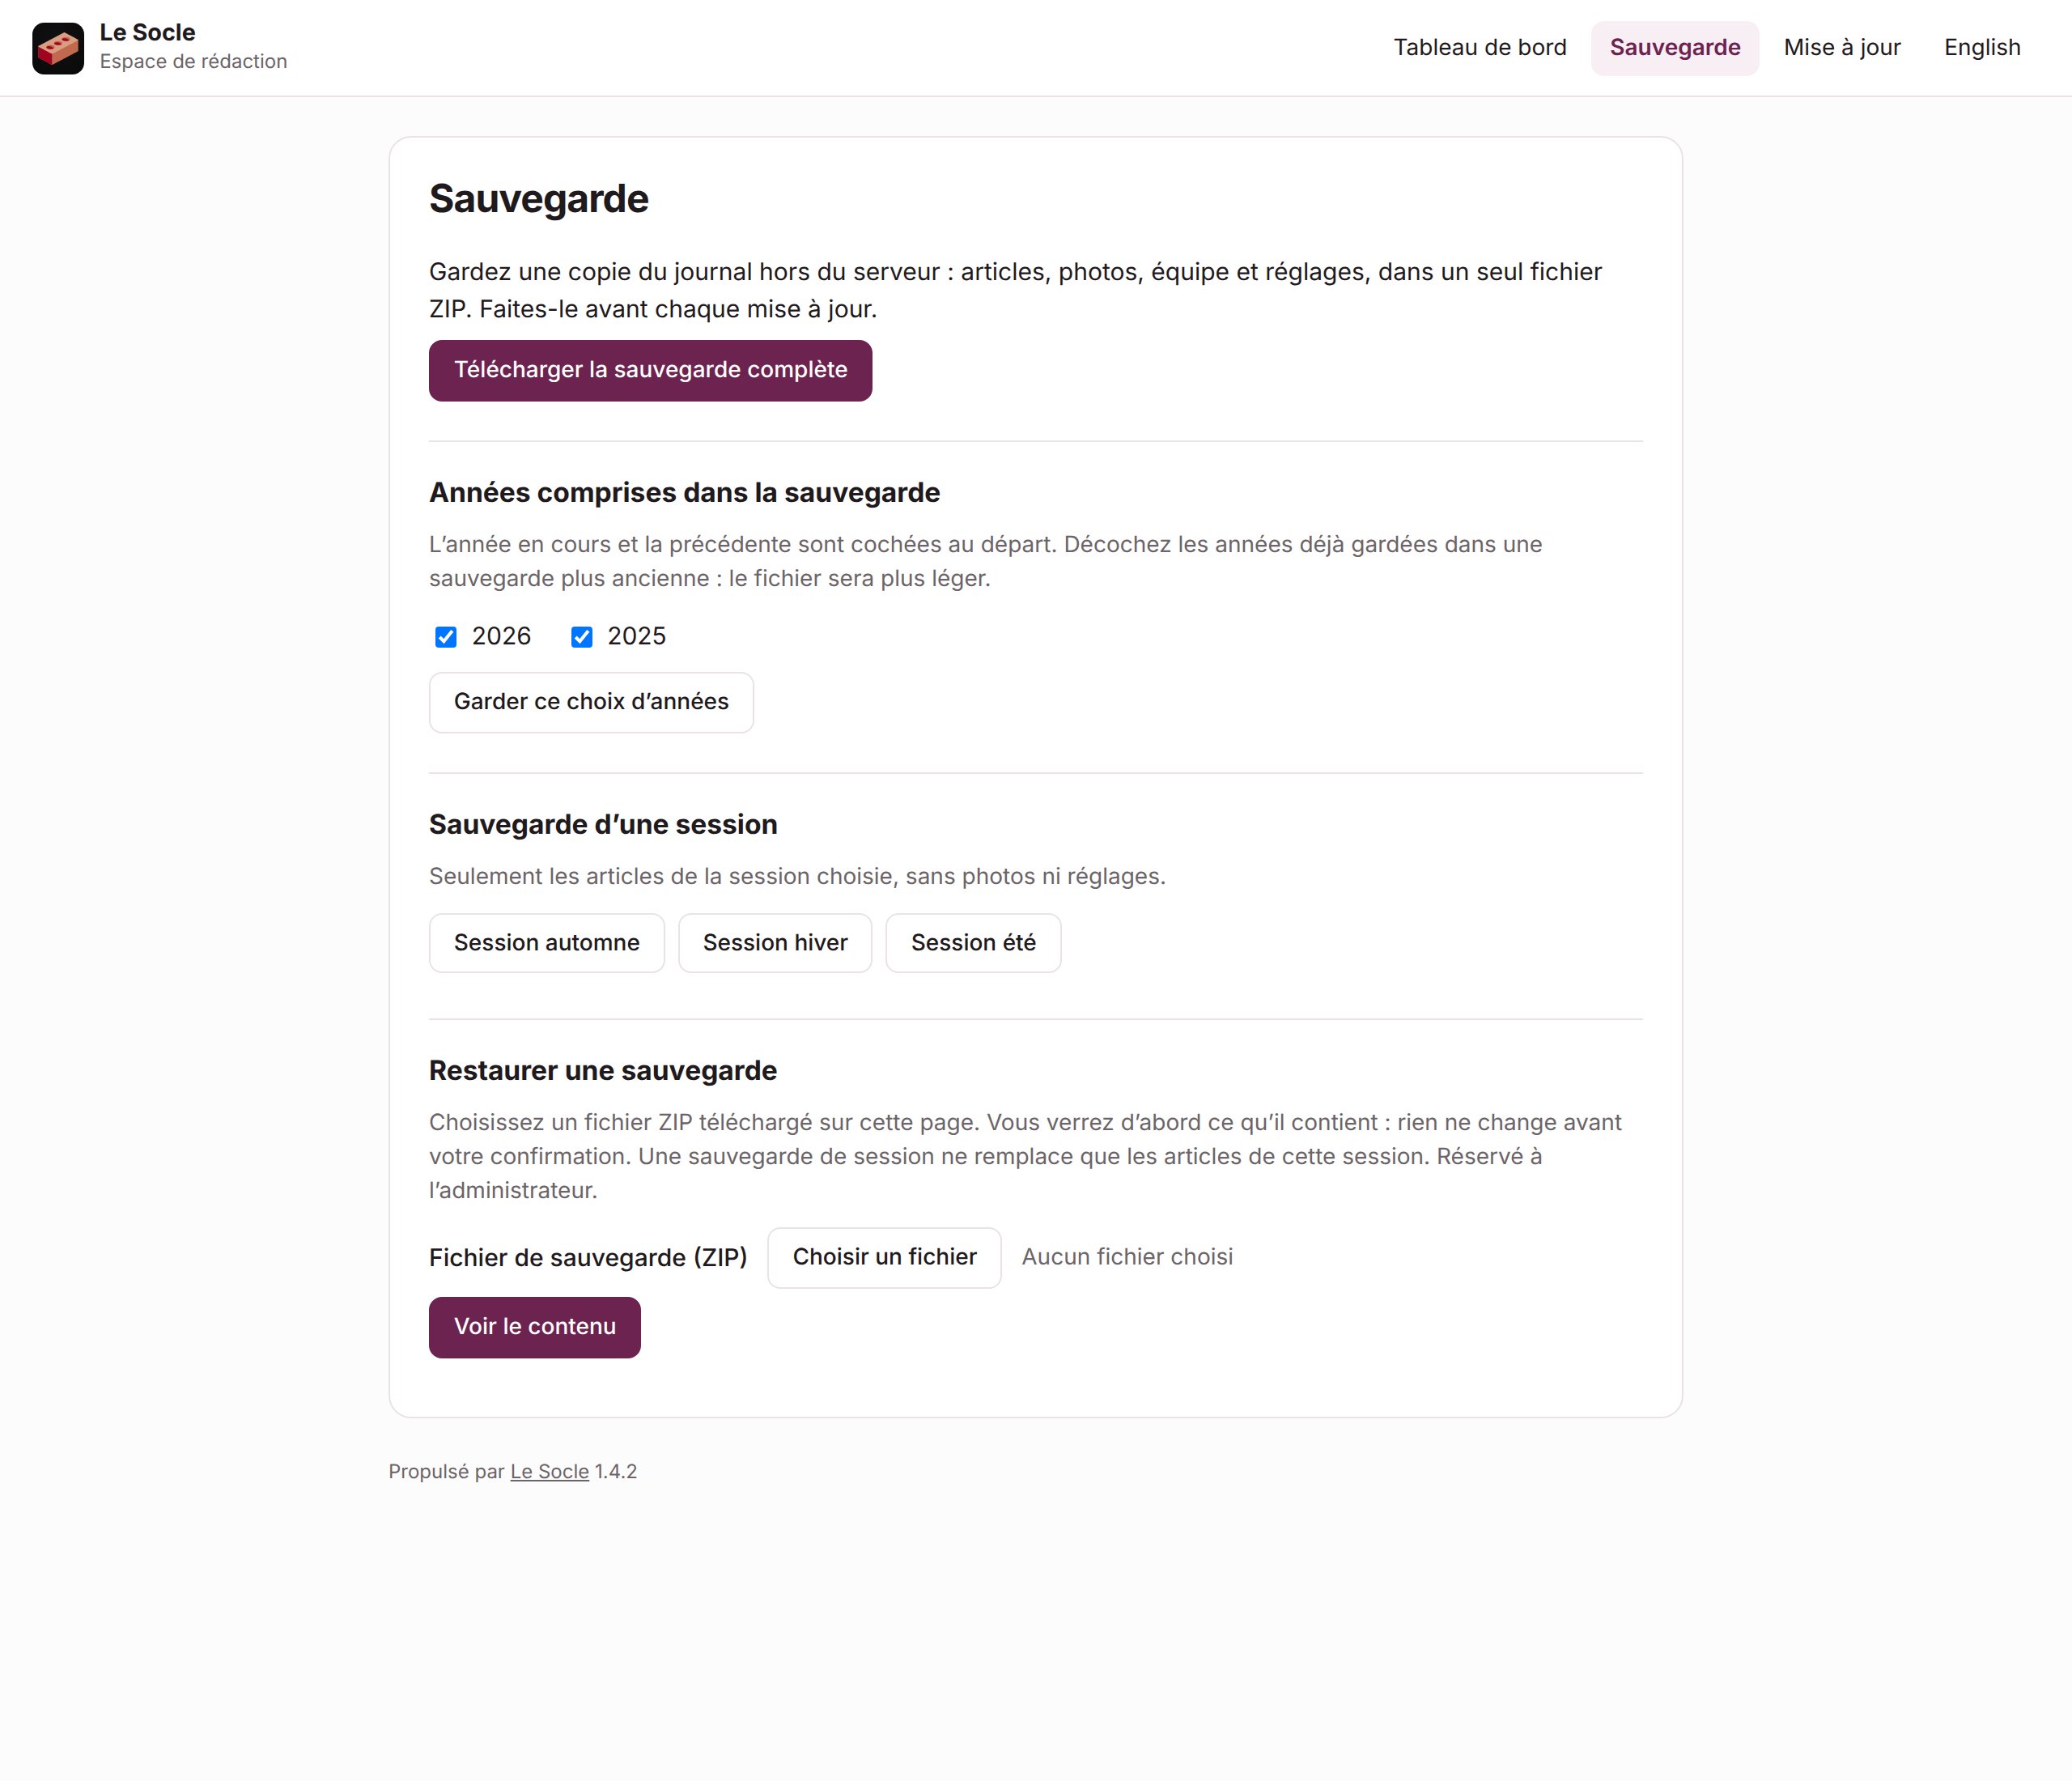 Le Socle
Espace de rédaction
Tableau de bord
Sauvegarde
Mise à jour
English
Sauvegarde
Gardez une copie du journal hors du serveur : articles, photos, équipe et réglages, dans un seul fichier
ZIP. Faites-le avant chaque mise à jour.
Télécharger la sauvegarde complète
Années comprises dans la sauvegarde
L’année en cours et la précédente sont cochées au départ. Décochez les années déjà gardées dans une
sauvegarde plus ancienne : le fichier sera plus léger.
2026 2025
Garder ce choix d’années
Sauvegarde d’une session
Seulement les articles de la session choisie, sans photos ni réglages.
Session automne
Session hiver
Session été
Restaurer une sauvegarde
Choisissez un fichier ZIP téléchargé sur cette page. Vous verrez d’abord ce qu’il contient : rien ne change avant
votre confirmation. Une sauvegarde de session ne remplace que les articles de cette session. Réservé à
l’administrateur.
Fichier de sauvegarde (ZIP) Choisir un fichier Aucun fichier choisi
Voir le contenu
Propulsé par Le Socle 1.4.2